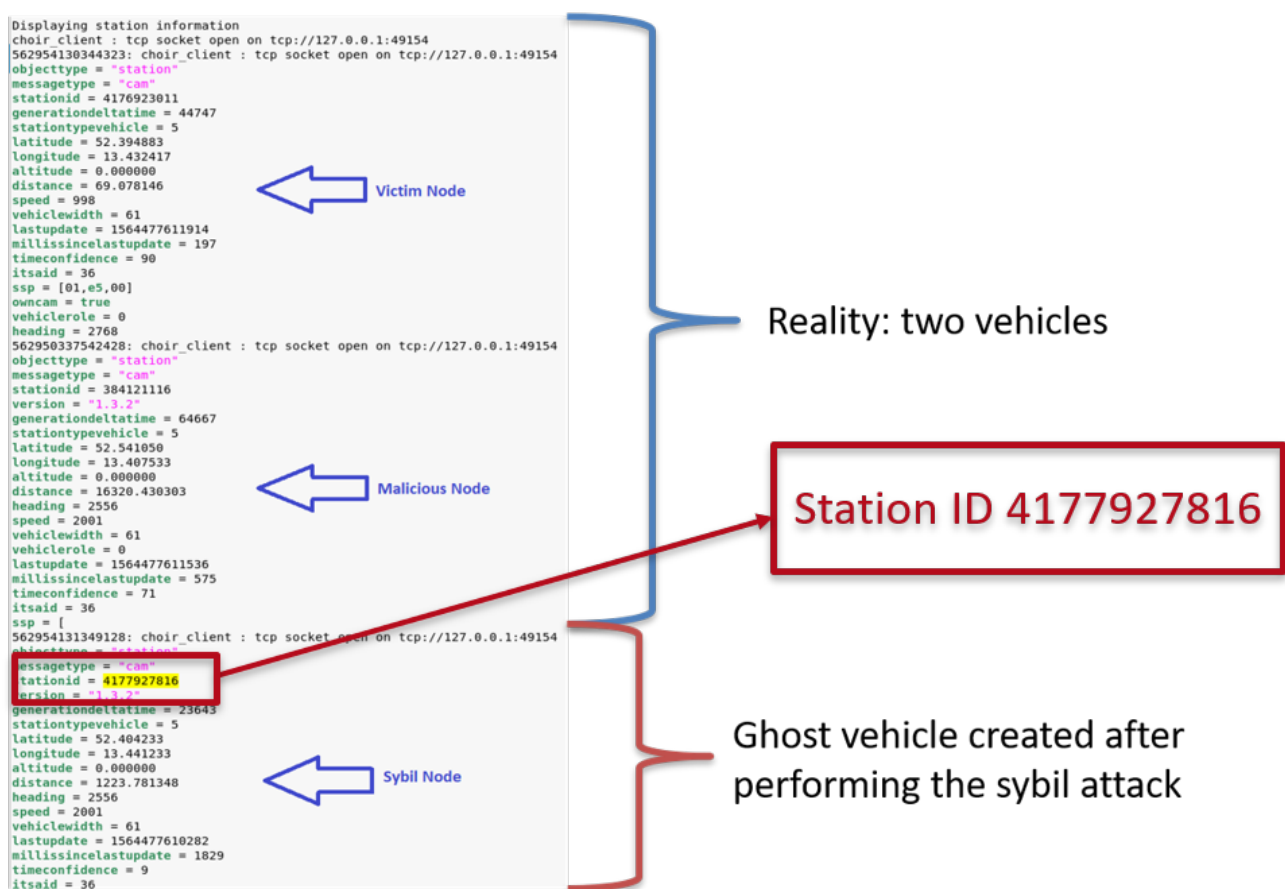 Displaying station information
choir_client : tcp socket open on tcp://127.0.0.1:49154
562954130344323: choir_client : tcp socket open on tcp://127.0.0.1:49154
objecttype = "station"
messagetype = "cam"
stationid = 4176923011
generationdeltatime = 44747
stationtypevehicle = 5
latitude = 52.394883
longitude = 13.432417
altitude = 0.000000
distance = 69.078146
speed = 998
vehiclewidth = 61
lastupdate = 1564477611914
millissincelastupdate = 197
timeconfidence = 90
itsaid = 36
ssp = [01,e5,00]
owncam = true
vehiclerole = 0
heading = 2768
Victim Node
562950337542428: choir_client : tcp socket open on tcp://127.0.0.1:49154
objecttype = "station"
messagetype = "cam"
stationid = 384121116
version = "1.3.2"
generationdeltatime = 64667
stationtypevehicle = 5
latitude = 52.541050
longitude = 13.407533
altitude = 0.000000
distance = 16320.430303
heading = 2556
speed = 2001
vehiclewidth = 61
vehiclerole = 0
lastupdate = 1564477611536
millissincelastupdate = 575
timeconfidence = 71
itsaid = 36
ssp = [
Malicious Node
562954131349128: choir_client : tcp socket open on tcp://127.0.0.1:49154
objecttype = "station"
messagetype = "cam"
stationid = 4177927816
version = "1.3.2"
generationdeltatime = 23643
stationtypevehicle = 5
latitude = 52.404233
longitude = 13.441233
altitude = 0.000000
distance = 1223.781348
heading = 2556
speed = 2001
vehiclewidth = 61
lastupdate = 1564477610282
millissincelastupdate = 1829
timeconfidence = 9
itsaid = 36
Sybil Node
Reality: two vehicles
Station ID 4177927816
Ghost vehicle created after
performing the sybil attack